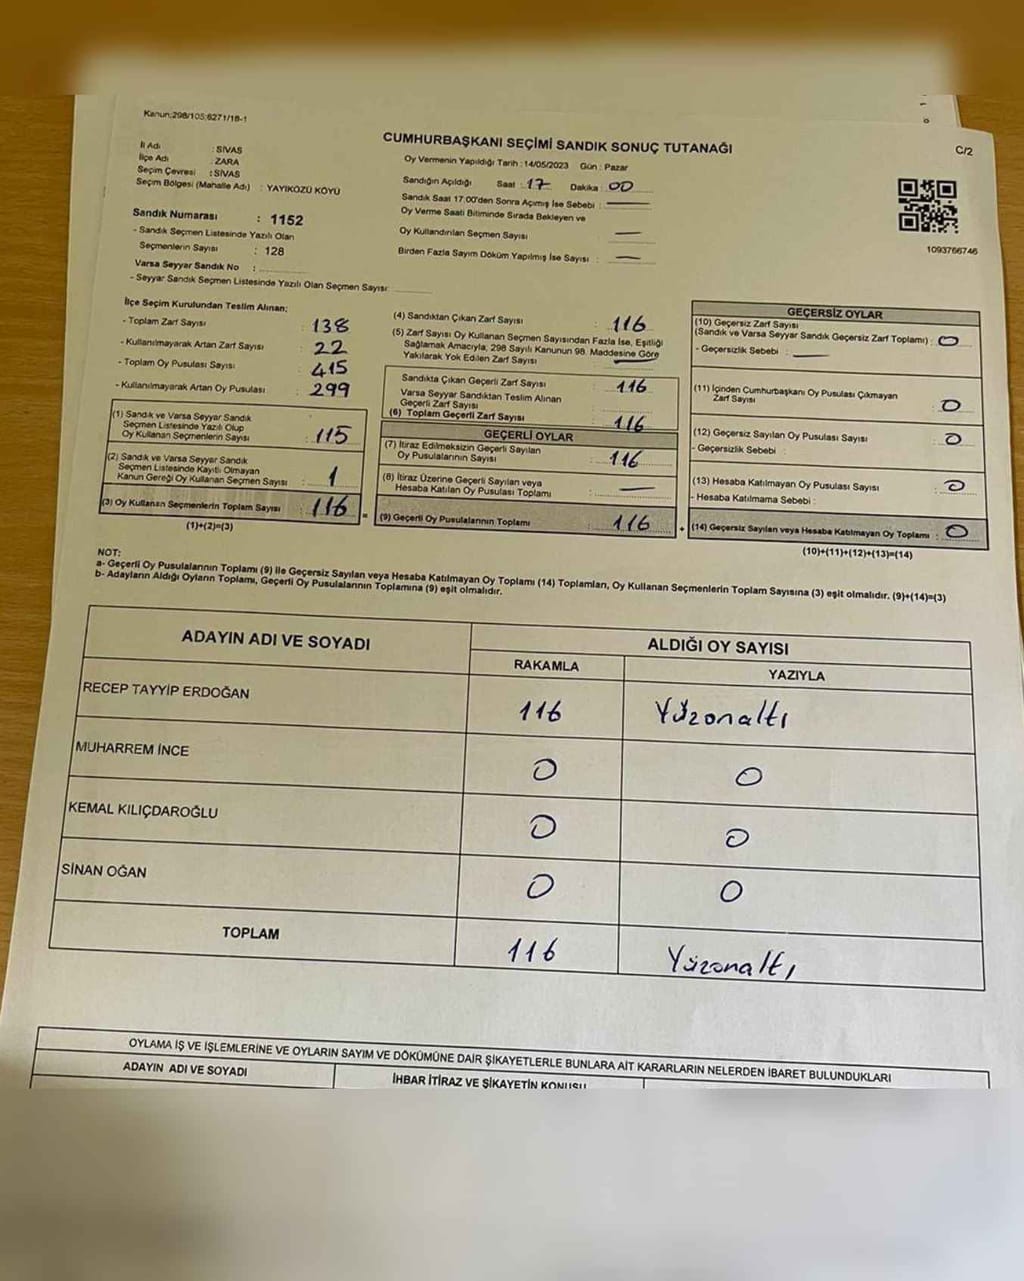 Kanun:298/105;6271/18-1
CUMHURBAŞKANI SEÇİMİ SANDIK SONUÇ TUTANAĞI
C/2
İl Adı : SİVAS
İlçe Adı : ZARA
Seçim Çevresi : SİVAS
Seçim Bölgesi (Mahalle Adı) : YAYIKÖZÜ KÖYÜ
Oy Vermenin Yapıldığı Tarih : 14/05/2023 Gün : Pazar
Sandığın Açıldığı Saat : 17 Dakika : 00
Sandık Saat 17.00'den Sonra Açımış İse Sebebi :
Oy Verme Saati Bitiminde Sırada Bekleyen ve
Oy Kullandırılan Seçmen Sayısı
Birden Fazla Sayım Döküm Yapılmış İse Sayısı :
1093766746
Sandık Numarası : 1152
- Sandık Seçmen Listesinde Yazılı Olan
Seçmenlerin Sayısı : 128
Varsa Seyyar Sandık No :
- Seyyar Sandık Seçmen Listesinde Yazılı Olan Seçmen Sayısı:
İlçe Seçim Kurulundan Teslim Alınan;
- Toplam Zarf Sayısı : 138
- Kullanılmayarak Artan Zarf Sayısı : 22
- Toplam Oy Pusulası Sayısı : 415
- Kullanılmayarak Artan Oy Pusulası : 299
(1) Sandık ve Varsa Seyyar Sandık
Seçmen Listesinde Yazılı Olup
Oy Kullanan Seçmenlerin Sayısı : 115
(2) Sandık ve Varsa Seyyar Sandık
Seçmen Listesinde Kayıtlı Olmayan
Kanun Gereği Oy Kullanan Seçmen Sayısı : 1
(3) Oy Kullanan Seçmenlerin Toplam Sayısı : 116
(1)+(2)=(3)
(4) Sandıktan Çıkan Zarf Sayısı : 116
(5) Zarf Sayısı Oy Kullanan Seçmen Sayısından Fazla İse, Eşitliği
Sağlamak Amacıyla, 298 Sayılı Kanunun 98. Maddesine Göre
Yakılarak Yok Edilen Zarf Sayısı :
Sandıkta Çıkan Geçerli Zarf Sayısı : 116
Varsa Seyyar Sandıktan Teslim Alınan
Geçerli Zarf Sayısı :
(6) Toplam Geçerli Zarf Sayısı : 116
GEÇERLİ OYLAR
(7) İtiraz Edilmeksizin Geçerli Sayılan
Oy Pusulalarının Sayısı : 116
(8) İtiraz Üzerine Geçerli Sayılan veya
Hesaba Katılan Oy Pusulası Toplamı :
= (9) Geçerli Oy Pusulalarının Toplamı : 116
GEÇERSİZ OYLAR
(10) Geçersiz Zarf Sayısı
(Sandık ve Varsa Seyyar Sandık Geçersiz Zarf Toplamı) : 0
- Geçersizlik Sebebi :
(11) İçinden Cumhurbaşkanı Oy Pusulası Çıkmayan
Zarf Sayısı : 0
(12) Geçersiz Sayılan Oy Pusulası Sayısı : 0
- Geçersizlik Sebebi :
(13) Hesaba Katılmayan Oy Pusulası Sayısı : 0
- Hesaba Katılmama Sebebi :
+ (14) Geçersiz Sayılan veya Hesaba Katılmayan Oy Toplamı : 0
(10)+(11)+(12)+(13)=(14)
NOT:
a- Geçerli Oy Pusulalarının Toplamı (9) ile Geçersiz Sayılan veya Hesaba Katılmayan Oy Toplamı (14) Toplamları, Oy Kullanan Seçmenlerin Toplam Sayısına (3) eşit olmalıdır. (9)+(14)=(3)
b- Adayların Aldığı Oyların Toplamı, Geçerli Oy Pusulalarının Toplamına (9) eşit olmalıdır.
ADAYIN ADI VE SOYADI ALDIĞI OY SAYISI
RAKAMLA YAZIYLA
RECEP TAYYİP ERDOĞAN 116 Yüzonaltı
MUHARREM İNCE 0 0
KEMAL KILIÇDAROĞLU 0 0
SİNAN OĞAN 0 0
TOPLAM 116 Yüzonaltı
OYLAMA İŞ VE İŞLEMLERİNE VE OYLARIN SAYIM VE DÖKÜMÜNE DAİR ŞİKAYETLERLE BUNLARA AİT KARARLARIN NELERDEN İBARET BULUNDUKLARI
ADAYIN ADI VE SOYADI İHBAR İTİRAZ VE ŞİKAYETİN KONUSU